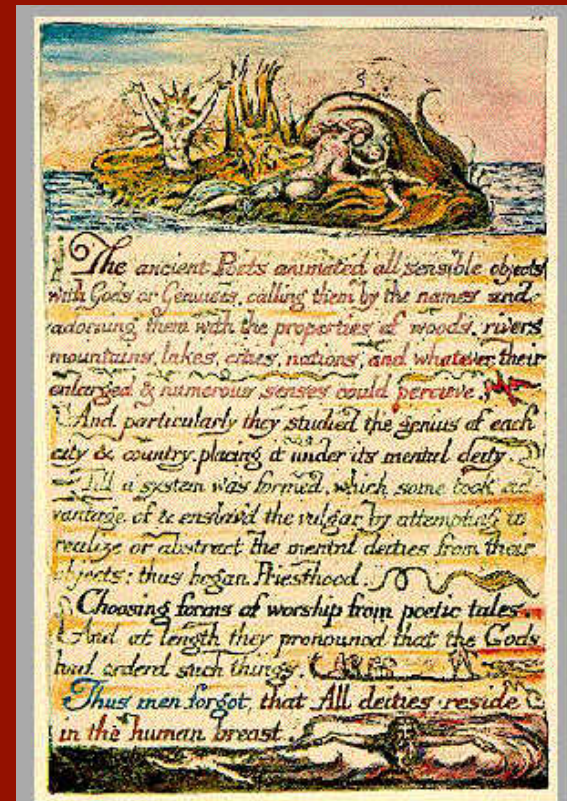 The ancient Poets animated all sensible objects
with Gods or Geniuses, calling them by the names and
adorning them with the properties of woods, rivers
mountains, lakes, cities, nations, and whatever their
enlarged & numerous senses could percieve.
And particularly they studied the genius of each
city & country. placing it under its mental deity.
Till a system was formed, which some took ad
vantage of & enslav'd the vulgar by attempting to
realize or abstract the mental deities from their
objects: thus began Priesthood.
Choosing forms of worship from poetic tales.
And at length they pronouncd that the Gods
had orderd such things.
Thus men forgot that All deities reside
in the human breast.